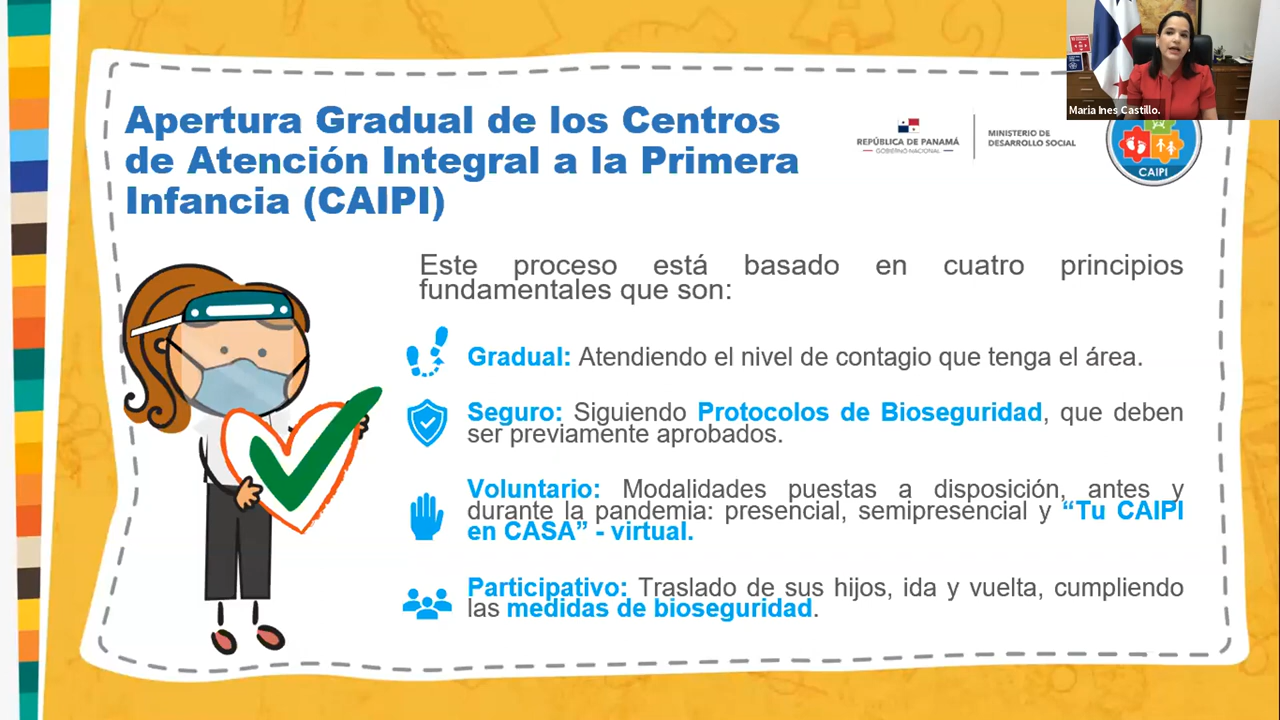 Maria Ines Castillo.
Apertura Gradual de los Centros
de Atención Integral a la Primera
Infancia (CAIPI)
REPÚBLICA DE PANAMÁ
— GOBIERNO NACIONAL —
MINISTERIO DE
DESARROLLO SOCIAL
CAIPI
Este proceso está basado en cuatro principios
fundamentales que son:
Gradual: Atendiendo el nivel de contagio que tenga el área.
Seguro: Siguiendo Protocolos de Bioseguridad, que deben
ser previamente aprobados.
Voluntario: Modalidades puestas a disposición, antes y
durante la pandemia: presencial, semipresencial y “Tu CAIPI
en CASA” - virtual.
Participativo: Traslado de sus hijos, ida y vuelta, cumpliendo
las medidas de bioseguridad.